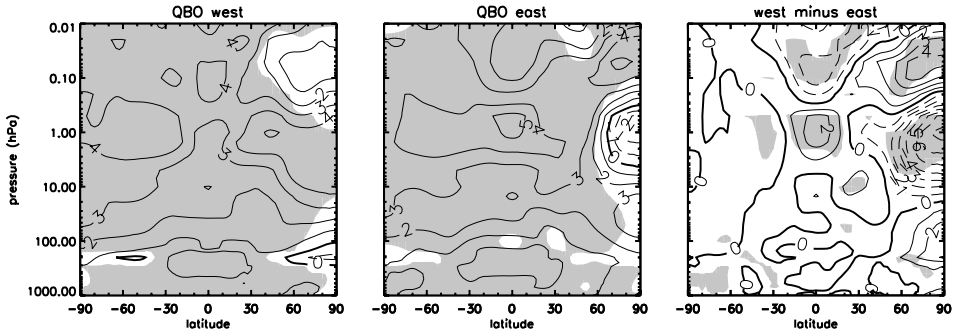 QBO west
QBO east
west minus east
pressure (hPa)
0.01
0.10
1.00
10.00
100.00
1000.00
-90 -60 -30 0 30 60 90
-90 -60 -30 0 30 60 90
-90 -60 -30 0 30 60 90
latitude
latitude
latitude